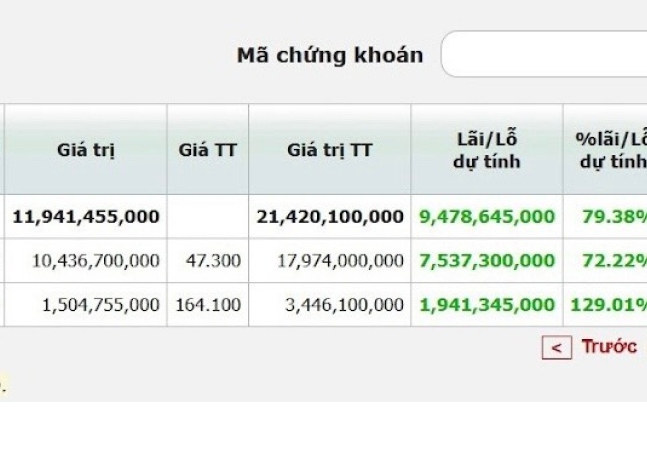 Mã chứng khoán
Giá trị Giá TT Giá trị TT Lãi/Lỗ dự tính %lãi/Lỗ dự tính
11,941,455,000 21,420,100,000 9,478,645,000 79.38%
10,436,700,000 47.300 17,974,000,000 7,537,300,000 72.22%
1,504,755,000 164.100 3,446,100,000 1,941,345,000 129.01%
< Trước